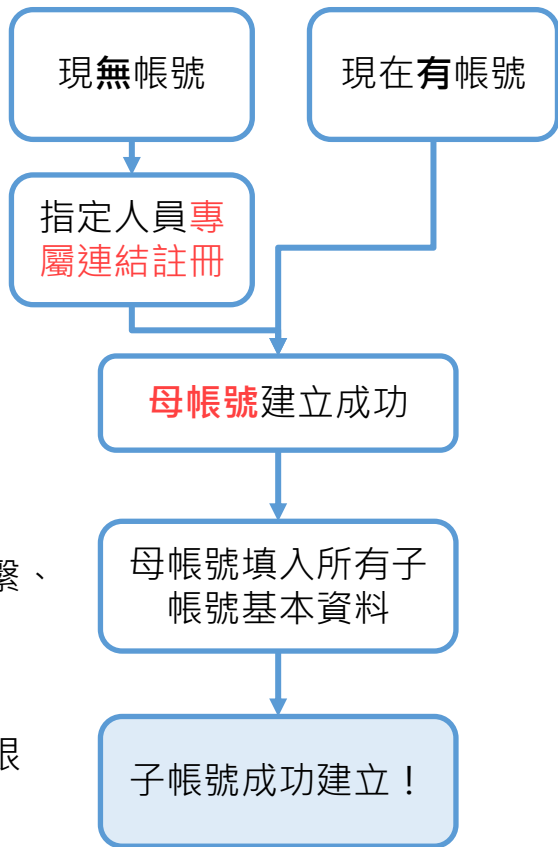 現無帳號
現在有帳號
指定人員專
屬連結註冊
母帳號建立成功
繫、
母帳號填入所有子
帳號基本資料
子帳號成功建立！